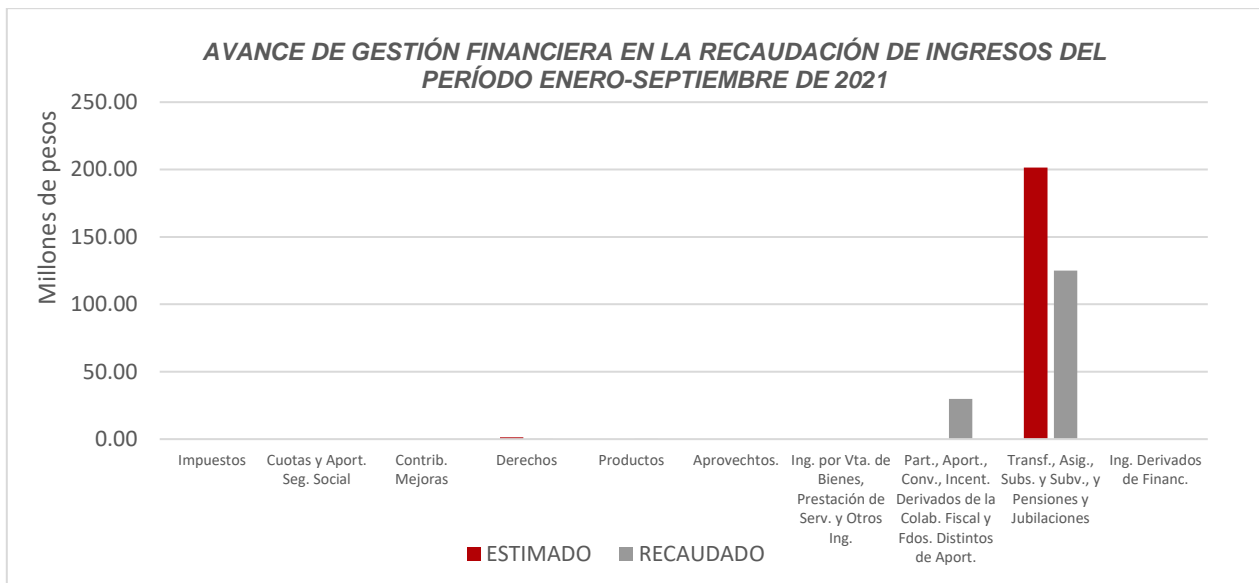 AVANCE DE GESTIÓN FINANCIERA EN LA RECAUDACIÓN DE INGRESOS DEL
PERÍODO ENERO-SEPTIEMBRE DE 2021
Millones de pesos
250.00
200.00
150.00
100.00
50.00
0.00
Impuestos
Cuotas y Aport.
Seg. Social
Contrib.
Mejoras
Derechos
Productos
Aprovechtos.
Ing. por Vta. de
Bienes,
Prestación de
Serv. y Otros
Ing.
Part., Aport.,
Conv., Incent.
Derivados de la
Colab. Fiscal y
Fdos. Distintos
de Aport.
Transf., Asig.,
Subs. y Subv., y
Pensiones y
Jubilaciones
Ing. Derivados
de Financ.
ESTIMADO
RECAUDADO